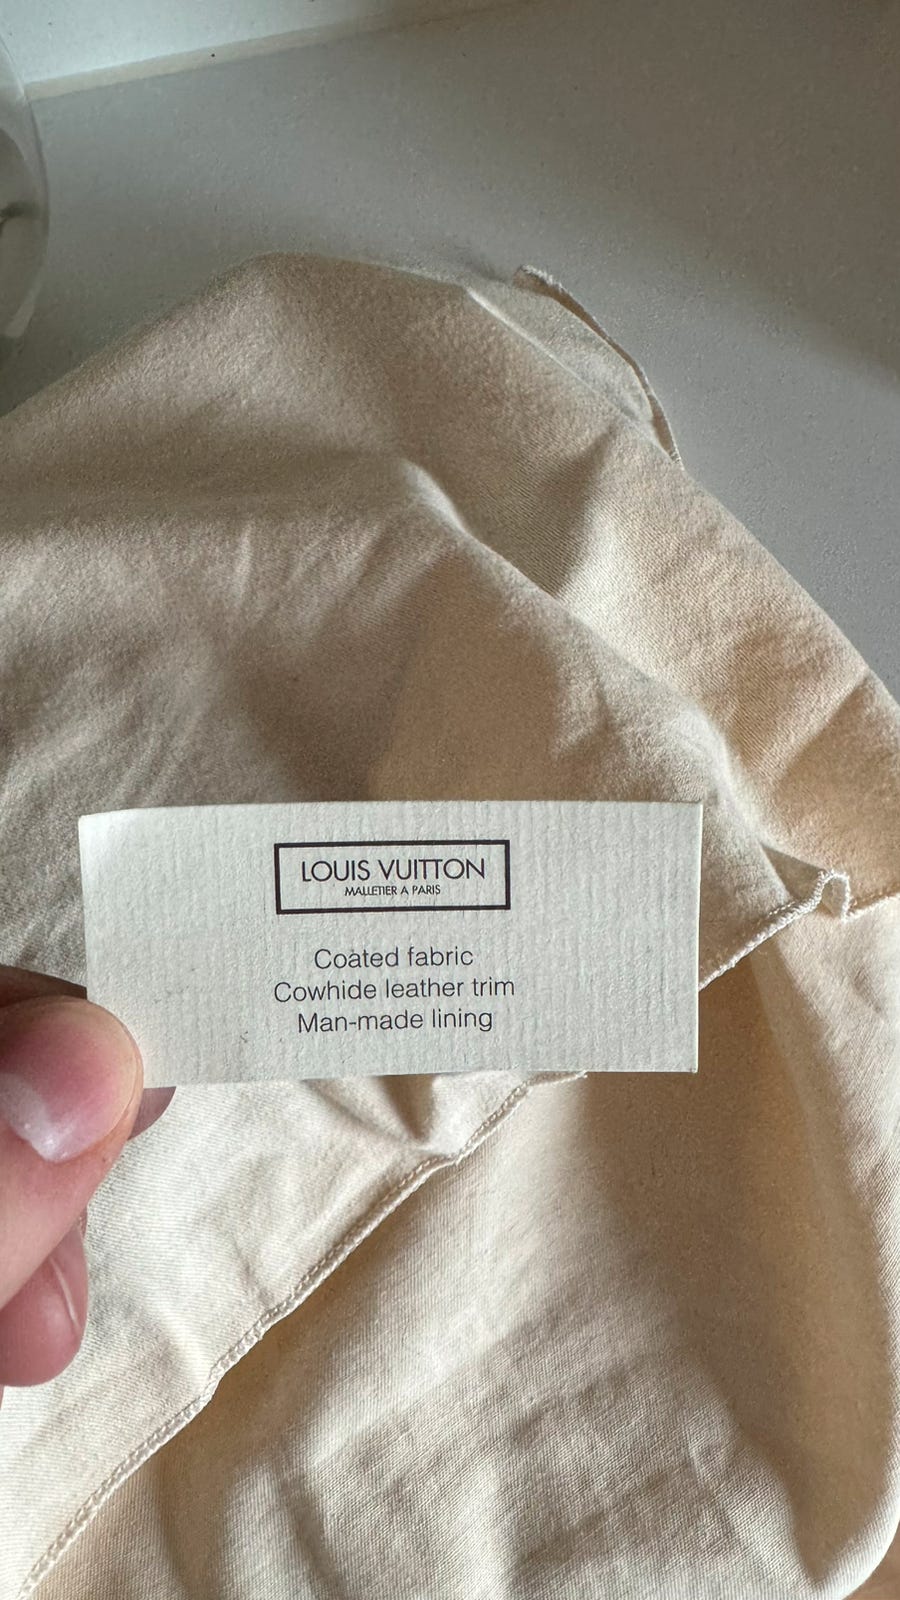 LOUIS VUITTON
MALLETIER A PARIS
Coated fabric
Cowhide leather trim
Man-made lining